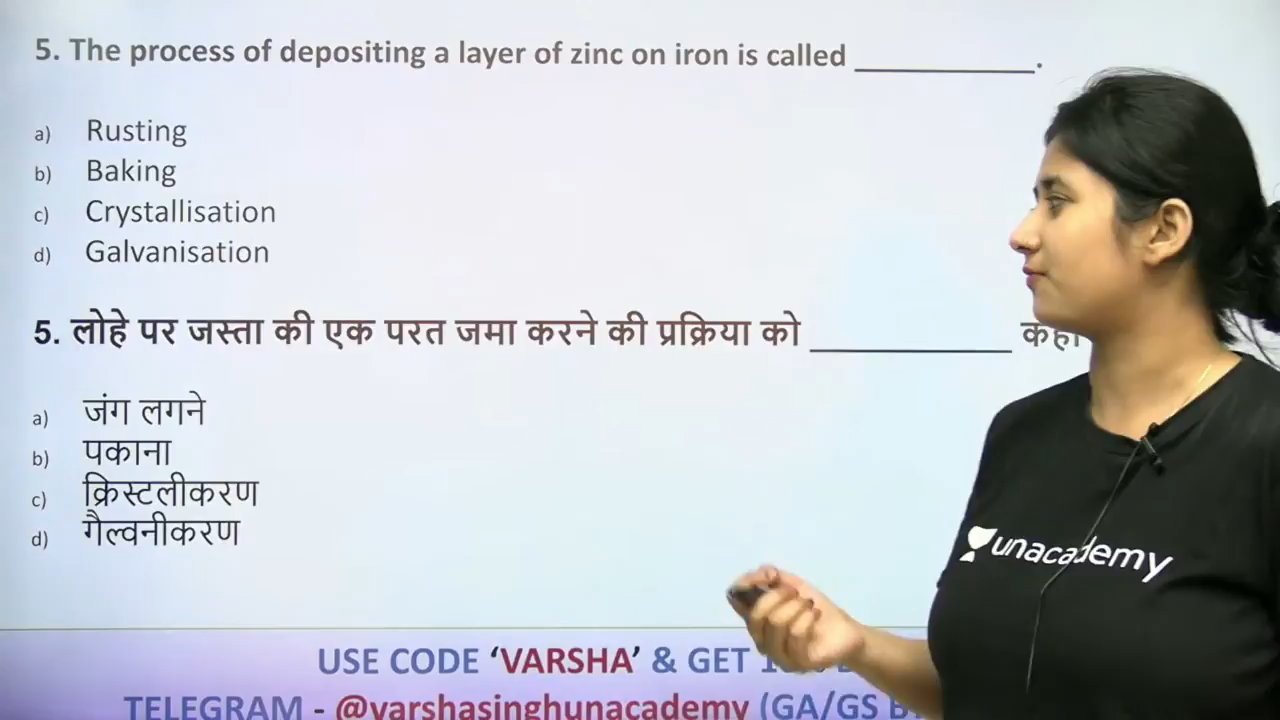 5. The process of depositing a layer of zinc on iron is called ___________.
a) Rusting
b) Baking
c) Crystallisation
d) Galvanisation
5. लोहे पर जस्ता की एक परत जमा करने की प्रक्रिया को ____________
a) जंग लगने
b) पकाना
c) क्रिस्टलीकरण
d) गैल्वनीकरण
unacademy
USE CODE ‘VARSHA’ & GET
TELEGRAM - @varshasinghunacademy (GA/GS